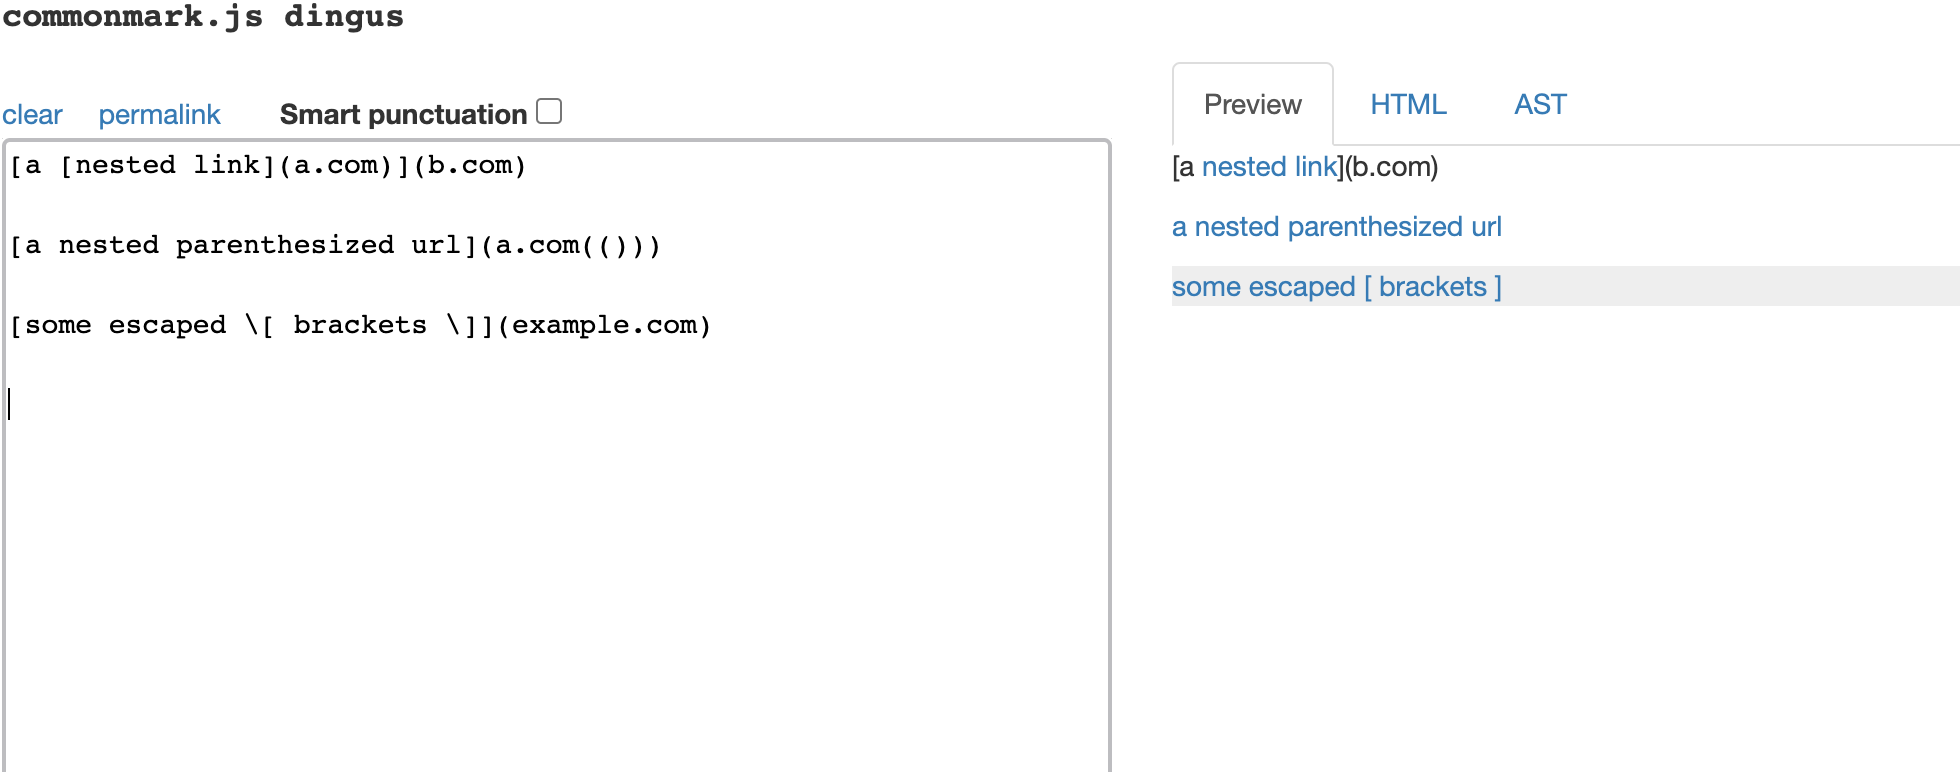 commonmark.js dingus
clear permalink Smart punctuation
Preview HTML AST
[a [nested link](a.com)](b.com)
[a nested parenthesized url](a.com(()))
[some escaped \[ brackets \]](example.com)
[a nested link](b.com)
a nested parenthesized url
some escaped [ brackets ]